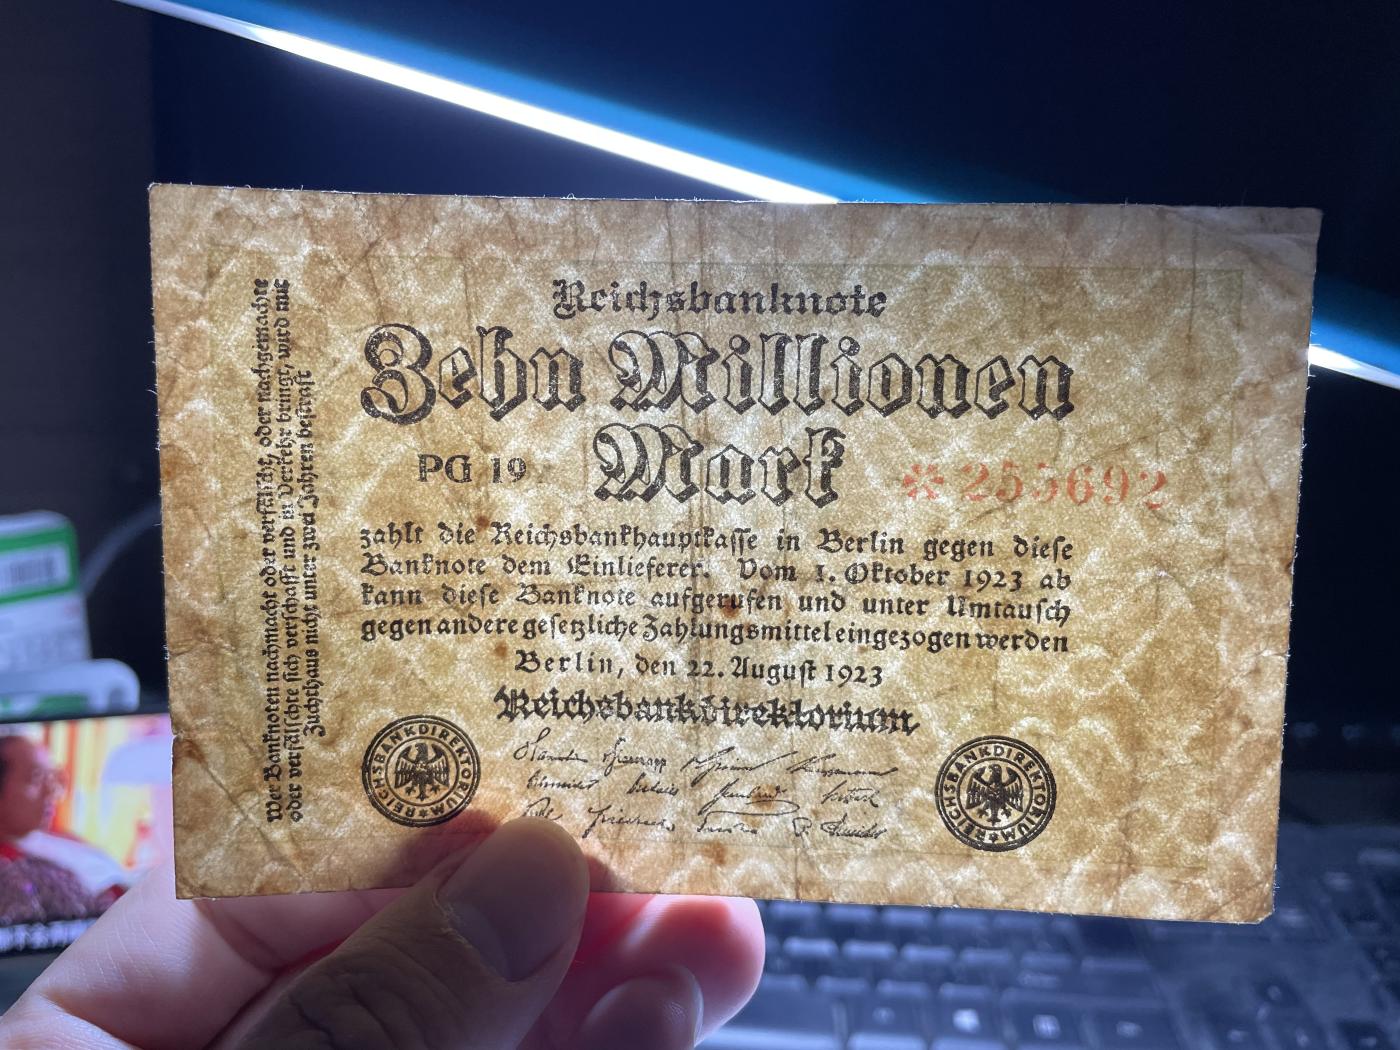 Reichsbanknote
Zehn Millionen
Mark
PG 19
* 255692
zahlt die Reichsbankhauptkasse in Berlin gegen diese
Banknote dem Einlieferer. Vom 1. Oktober 1923 ab
kann diese Banknote aufgerufen und unter Umtausch
gegen andere gesetzliche Zahlungsmittel eingezogen werden
Berlin, den 22. August 1923
Reichsbankdirektorium
REICHSBANKDIREKTORIUM
REICHSBANKDIREKTORIUM
Wer Banknoten nachmacht oder verfälscht, oder nachgemachte
oder verfälschte sich verschafft und in Verkehr bringt, wird mit
Zuchthaus nicht unter zwei Jahren bestraft